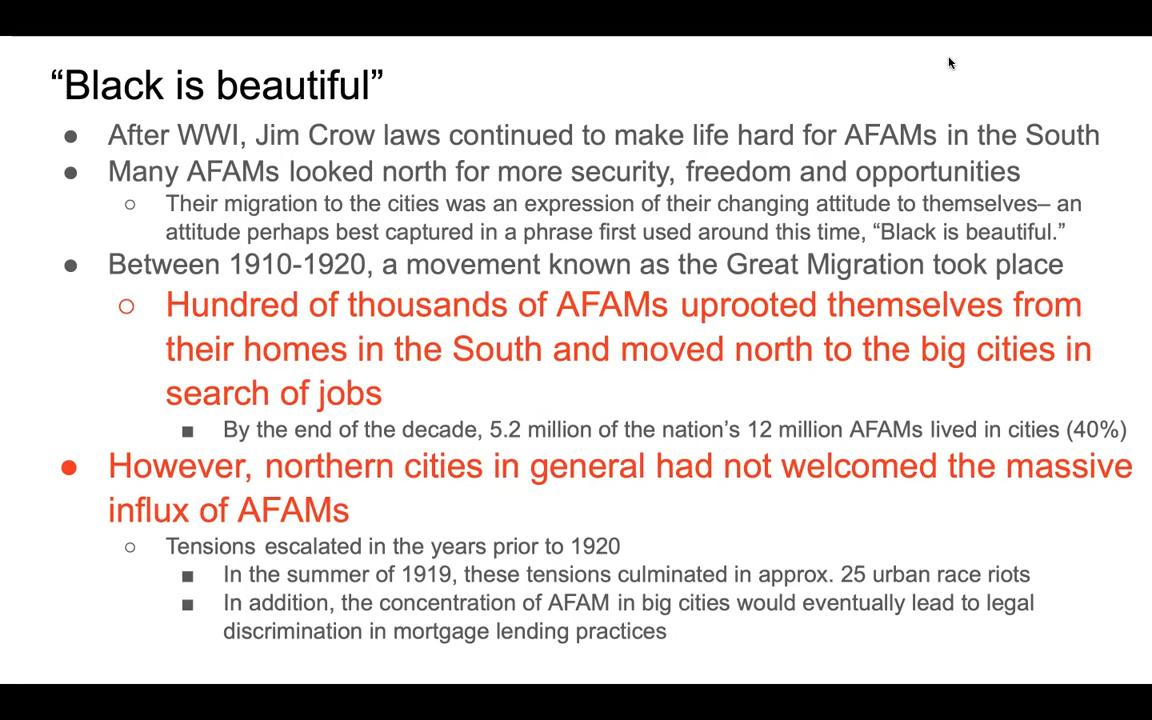 “Black is beautiful”
● After WWI, Jim Crow laws continued to make life hard for AFAMs in the South
● Many AFAMs looked north for more security, freedom and opportunities
○ Their migration to the cities was an expression of their changing attitude to themselves– an
attitude perhaps best captured in a phrase first used around this time, “Black is beautiful.”
● Between 1910-1920, a movement known as the Great Migration took place
○ Hundred of thousands of AFAMs uprooted themselves from
their homes in the South and moved north to the big cities in
search of jobs
■ By the end of the decade, 5.2 million of the nation’s 12 million AFAMs lived in cities (40%)
● However, northern cities in general had not welcomed the massive
influx of AFAMs
○ Tensions escalated in the years prior to 1920
■ In the summer of 1919, these tensions culminated in approx. 25 urban race riots
■ In addition, the concentration of AFAM in big cities would eventually lead to legal
discrimination in mortgage lending practices